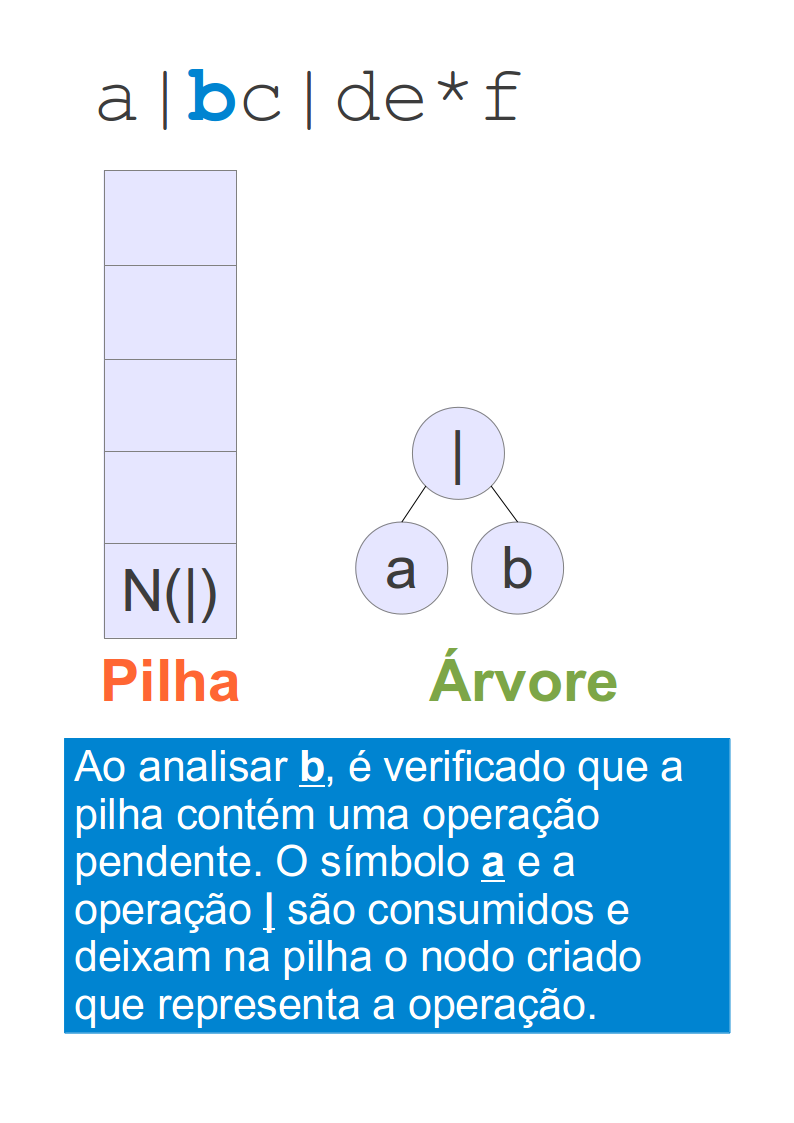 a|bc|de*f
|
a b
N(|)
Pilha Árvore
Ao analisar b, é verificado que a
pilha contém uma operação
pendente. O símbolo a e a
operação | são consumidos e
deixam na pilha o nodo criado
que representa a operação.